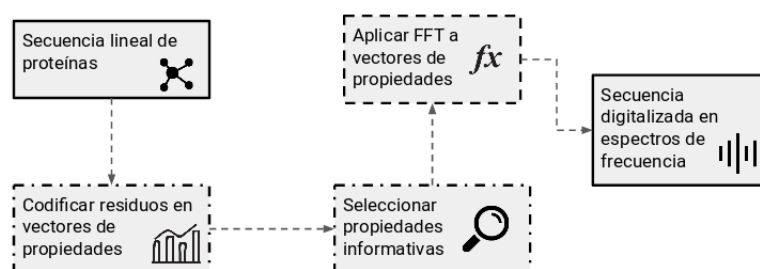 Secuencia lineal de
proteínas
Codificar residuos en
vectores de
propiedades
Seleccionar
propiedades
informativas
Aplicar FFT a
vectores de
propiedades
fx
Secuencia
digitalizada en
espectros de
frecuencia